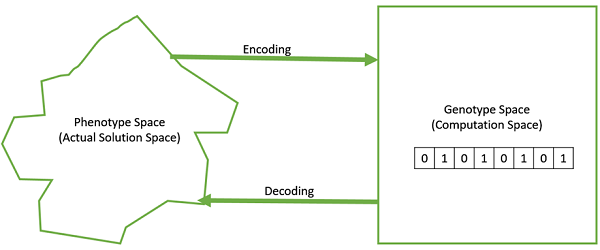 Encoding
Phenotype Space
(Actual Solution Space)
Genotype Space
(Computation Space)
0 1 0 1 0 1 0 1
Decoding